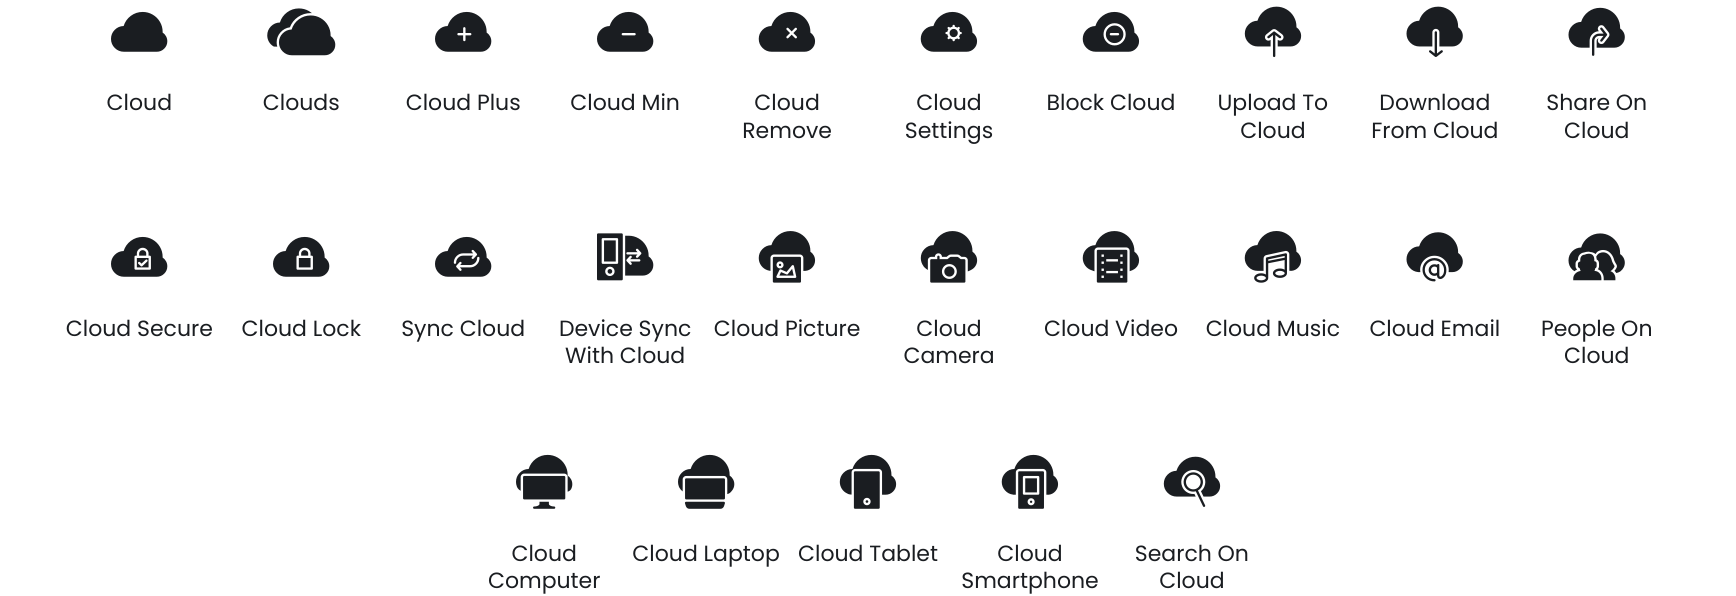 Cloud
Clouds
Cloud Plus
Cloud Min
Cloud
Remove
Cloud
Settings
Block Cloud
Upload To
Cloud
Download
From Cloud
Share On
Cloud
Cloud Secure
Cloud Lock
Sync Cloud
Device Sync
With Cloud
Cloud Picture
Cloud
Camera
Cloud Video
Cloud Music
Cloud Email
People On
Cloud
Cloud
Computer
Cloud Laptop
Cloud Tablet
Cloud
Smartphone
Search On
Cloud